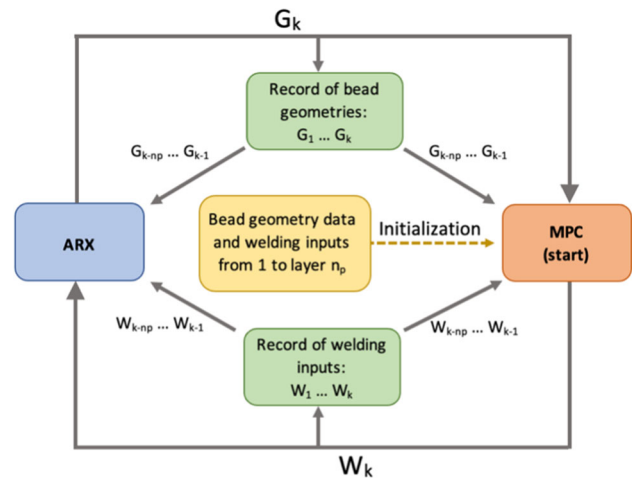 Gk
Record of bead
geometries:
G1 ... Gk
Gk-np ... Gk-1
Gk-np ... Gk-1
ARX
Bead geometry data
and welding inputs
from 1 to layer np
Initialization
MPC
(start)
Wk-np ... Wk-1
Wk-np ... Wk-1
Record of welding
inputs:
W1 ... Wk
Wk